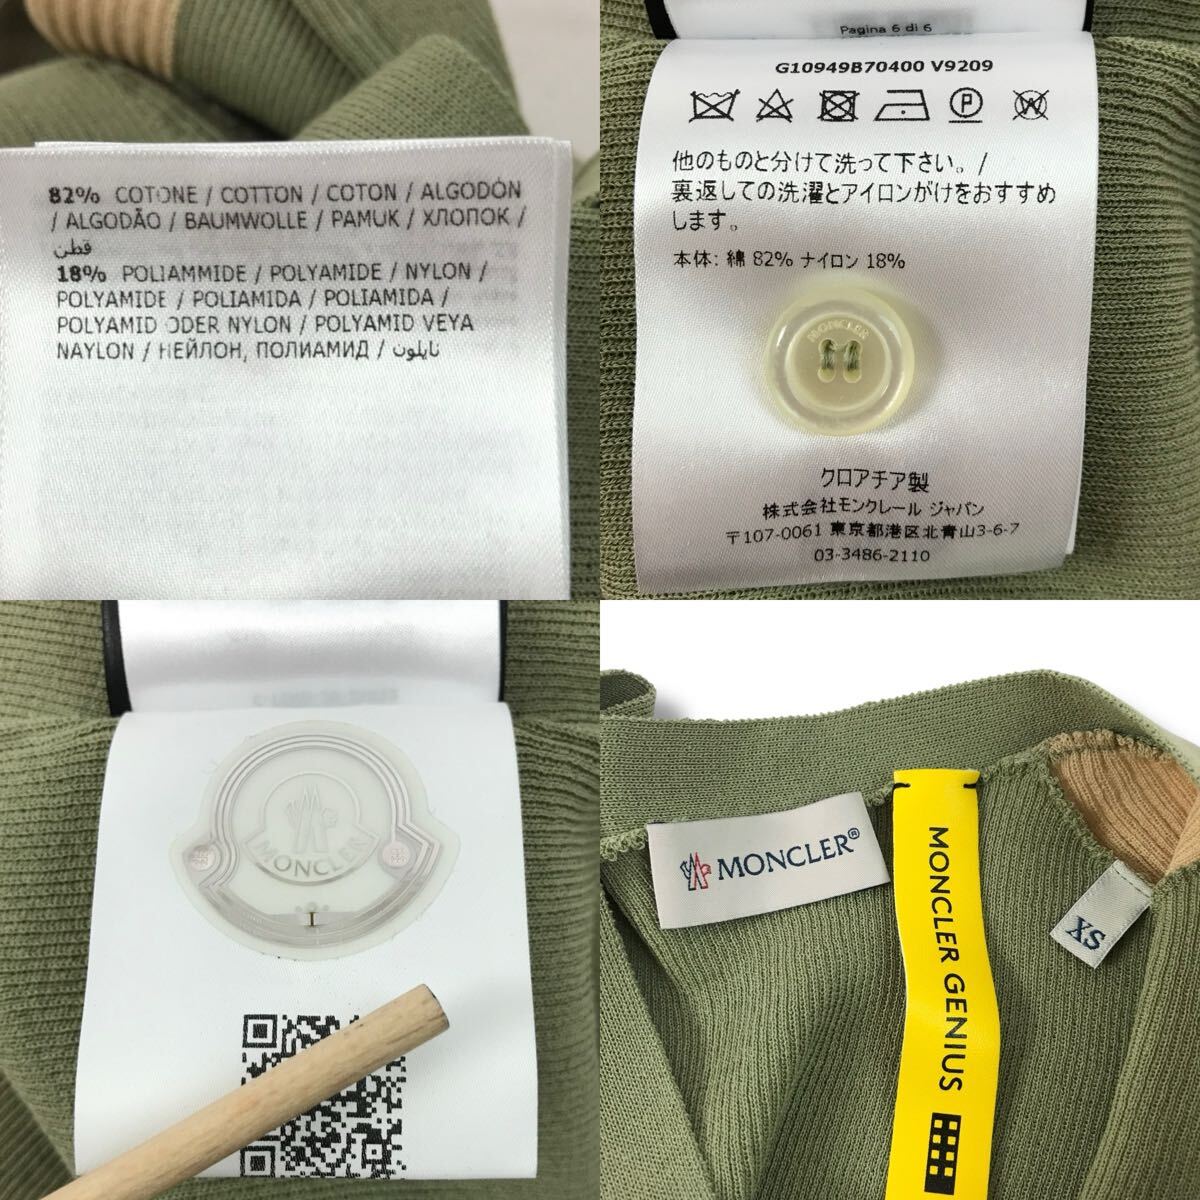 82% COTONE / COTTON / COTON / ALGODÓN
/ ALGODÃO / BAUMWOLLE / PAMUK / ХЛОПОК /
قطن
18% POLIAMMIDE / POLYAMIDE / NYLON /
POLYAMIDE / POLIAMIDA / POLIAMIDA /
POLYAMID ODER NYLON / POLYAMID VEYA
NAYLON / НЕЙЛОН, ПОЛИАМИД / نايلون
Pagina 6 di 6
G10949B70400 V9209
P
W
他のものと分けて洗って下さい。/
裏返しての洗濯とアイロンがけをおすすめ
します。
本体: 綿 82% ナイロン 18%
MONCLER
クロアチア製
株式会社モンクレール ジャパン
〒107-0061 東京都港区北青山3-6-7
03-3486-2110
MONCLER
MONCLER®
MONCLER GENIUS
XS